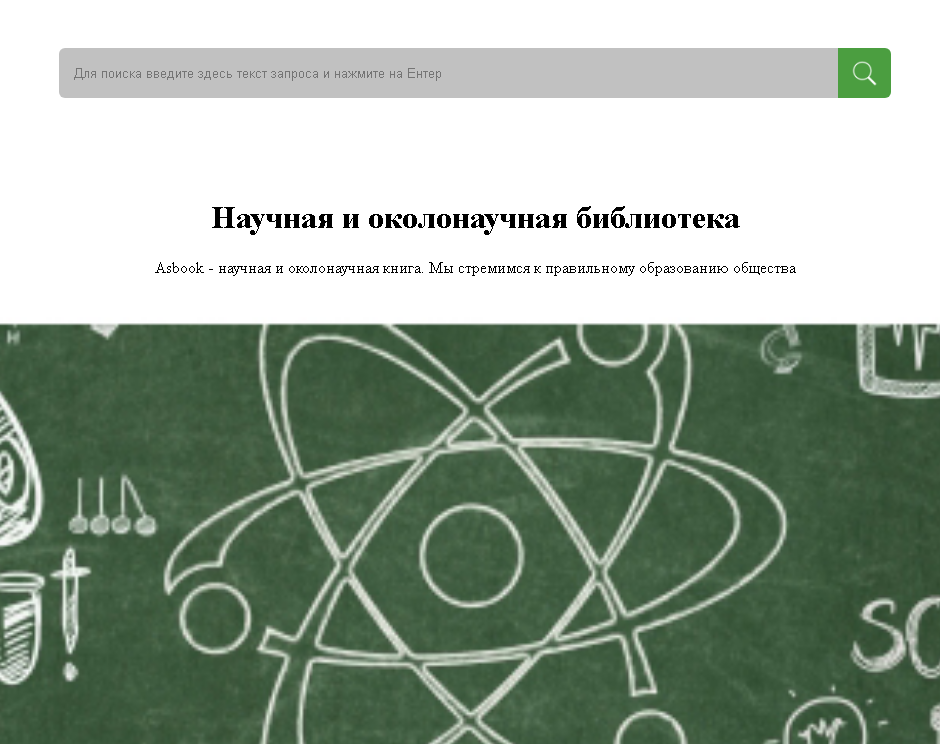 Для поиска введите здесь текст запроса и нажмите на Ентер
Научная и околонаучная библиотека
Asbook - научная и околонаучная книга. Мы стремимся к правильному образованию общества
H
SC